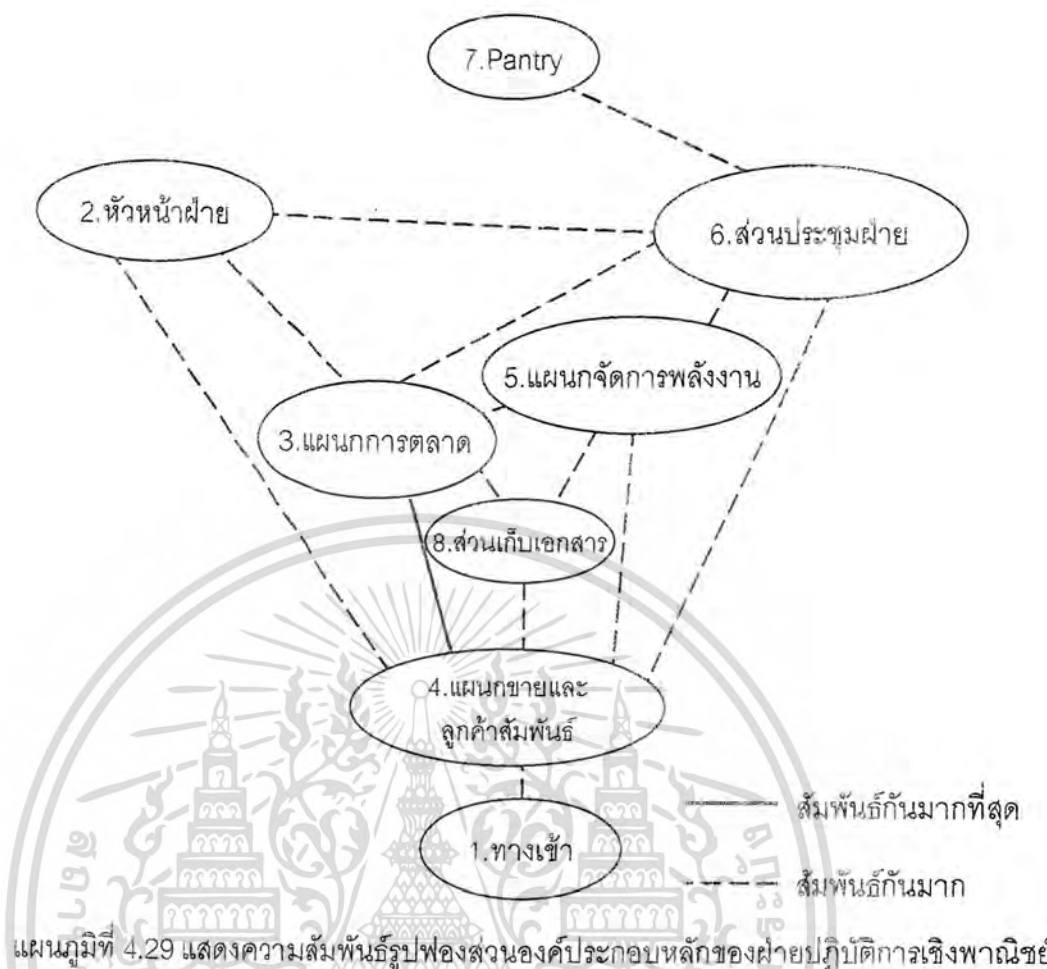 7.Pantry
2.หัวหน้าฝ่าย
6.ส่วนประชุมฝ่าย
5.แผนกจัดการพลังงาน
3.แผนกการตลาด
8.ส่วนเก็บเอกสาร
4.แผนกขายและ
ลูกค้าสัมพันธ์
สัมพันธ์กันมากที่สุด
1.ทางเข้า
สัมพันธ์กันมาก
แผนภูมิที่ 4.29 แสดงความสัมพันธ์รูปฟองส่วนองค์ประกอบหลักของฝ่ายปฏิบัติการเชิงพาณิชย์